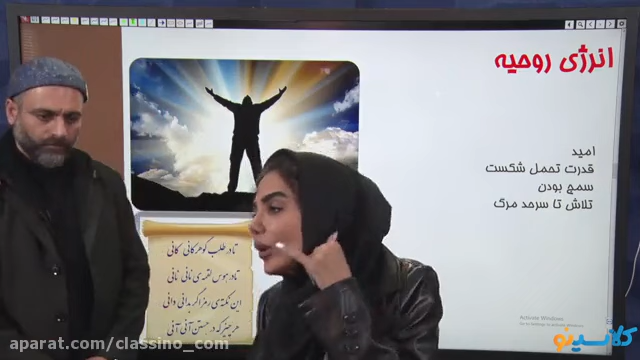 انرژی روحیه
امید
قدرت تحمل شکست
سمج بودن
تلاش تا سرحد مرگ
تا در طلب گوهر کانی کانی
تا در هوس لقمه‌ی نانی نانی
این نکته‌ی رمز اگر بدانی دانی
هر چیز که در جستن آنی آنی
Activate Windows
کلاسینو
aparat.com/classino_com